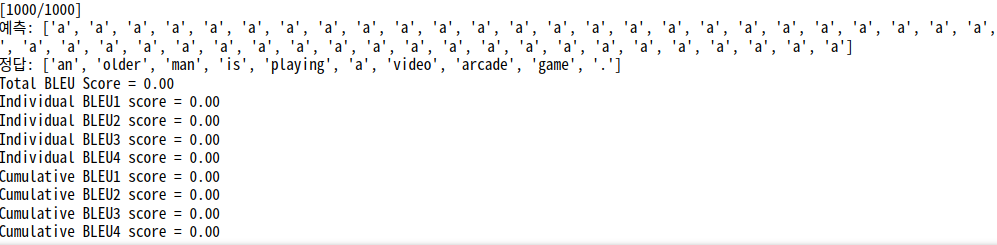 [1000/1000]
예측: ['a', 'a', 'a', 'a', 'a', 'a', 'a', 'a', 'a', 'a', 'a', 'a', 'a', 'a', 'a', 'a', 'a', 'a', 'a', 'a', 'a', 'a', 'a', 'a', 'a',
', 'a', 'a', 'a', 'a', 'a', 'a', 'a', 'a', 'a', 'a', 'a', 'a', 'a', 'a', 'a', 'a', 'a', 'a', 'a', 'a', 'a', 'a']
정답: ['an', 'older', 'man', 'is', 'playing', 'a', 'video', 'arcade', 'game', '.']
Total BLEU Score = 0.00
Individual BLEU1 score = 0.00
Individual BLEU2 score = 0.00
Individual BLEU3 score = 0.00
Individual BLEU4 score = 0.00
Cumulative BLEU1 score = 0.00
Cumulative BLEU2 score = 0.00
Cumulative BLEU3 score = 0.00
Cumulative BLEU4 score = 0.00